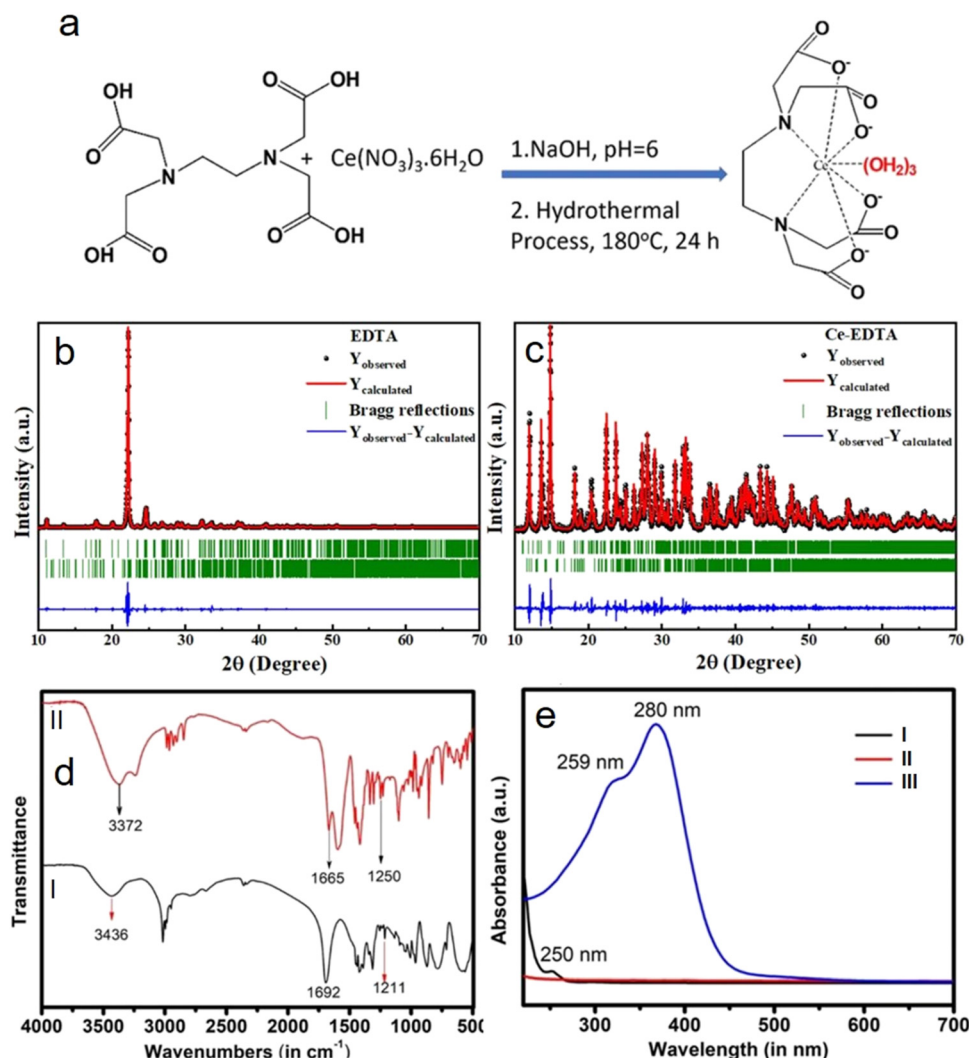 a
OH
O
O
OH
N
N
OH
O
O
OH
+ Ce(NO3)3.6H2O
1.NaOH, pH=6
2. Hydrothermal
Process, 180°C, 24 h
O
O-
O
N
O-
Ce
(OH2)3
O-
N
O
O-
O
b
EDTA
Yobserved
Ycalculated
Bragg reflections
Yobserved-Ycalculated
Intensity (a.u.)
10 20 30 40 50 60 70
2θ (Degree)
c
Ce-EDTA
Yobserved
Ycalculated
Bragg reflections
Yobserved-Ycalculated
Intensity (a.u.)
10 20 30 40 50 60 70
2θ (Degree)
II
d
3372
1665
1250
I
3436
1692
1211
Transmittance
4000 3500 3000 2500 2000 1500 1000 500
Wavenumbers (in cm-1)
e
280 nm
259 nm
250 nm
I
II
III
Absorbance (a.u.)
300 400 500 600 700
Wavelength (in nm)